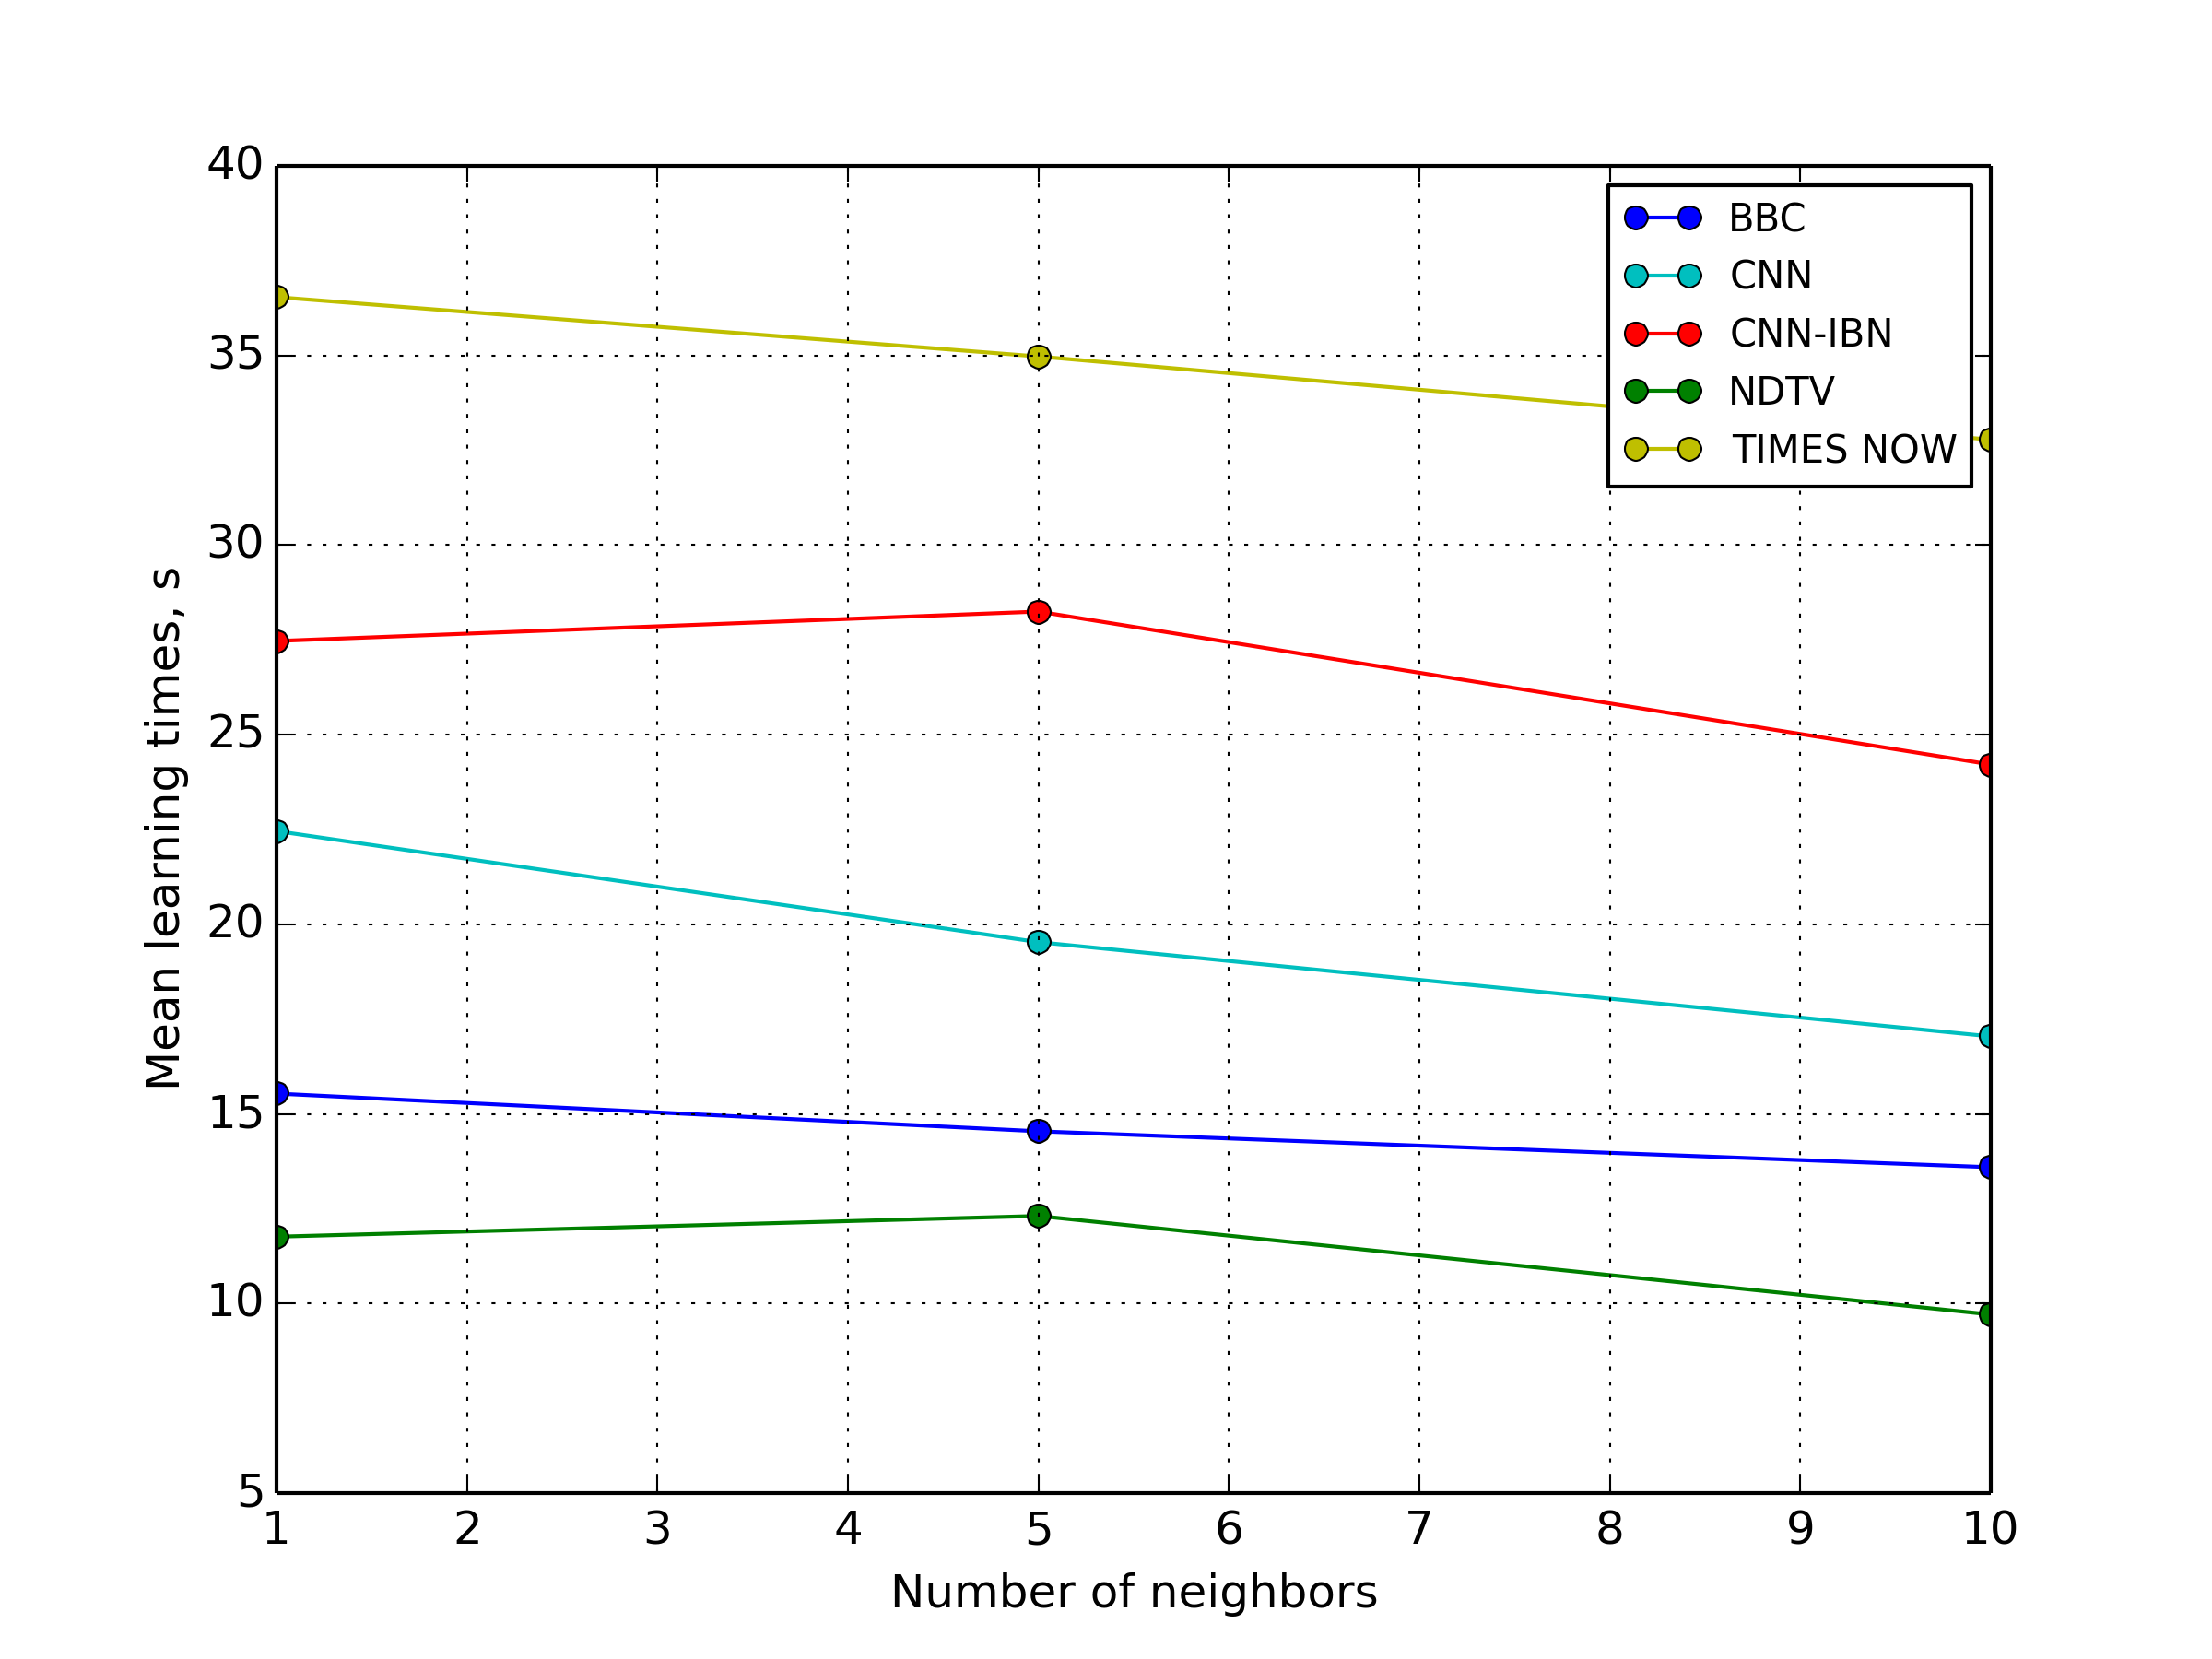 40
35
30
25
20
15
10
5
Mean learning times, s
BBC
CNN
CNN-IBN
NDTV
TIMES NOW
1 2 3 4 5 6 7 8 9 10
Number of neighbors